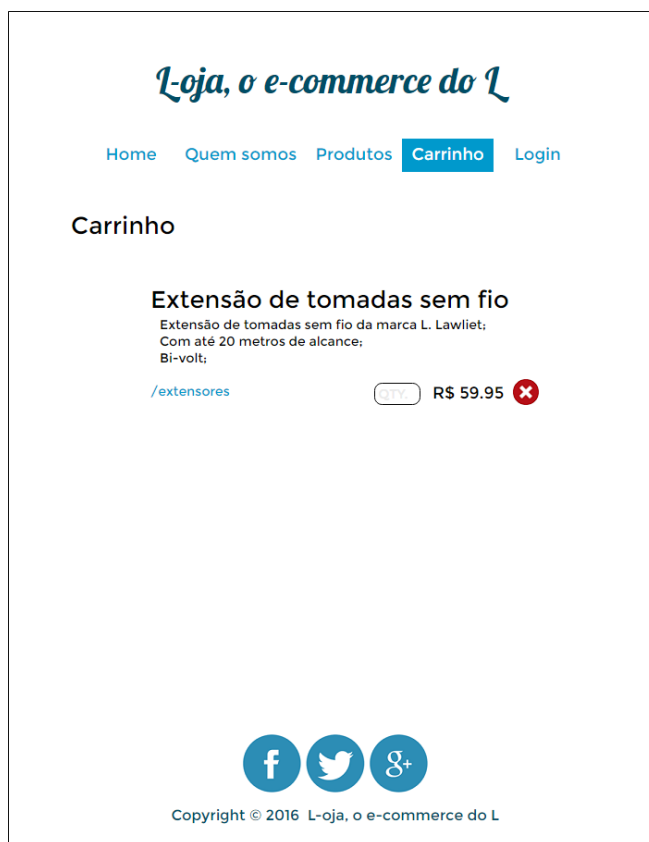 L-oja, o e-commerce do L
Home Quem somos Produtos Carrinho Login
Carrinho
Extensão de tomadas sem fio
Extensão de tomadas sem fio da marca L. Lawliet;
Com até 20 metros de alcance;
Bi-volt;
/extensores QTY. R$ 59.95
f g+
Copyright © 2016 L-oja, o e-commerce do L